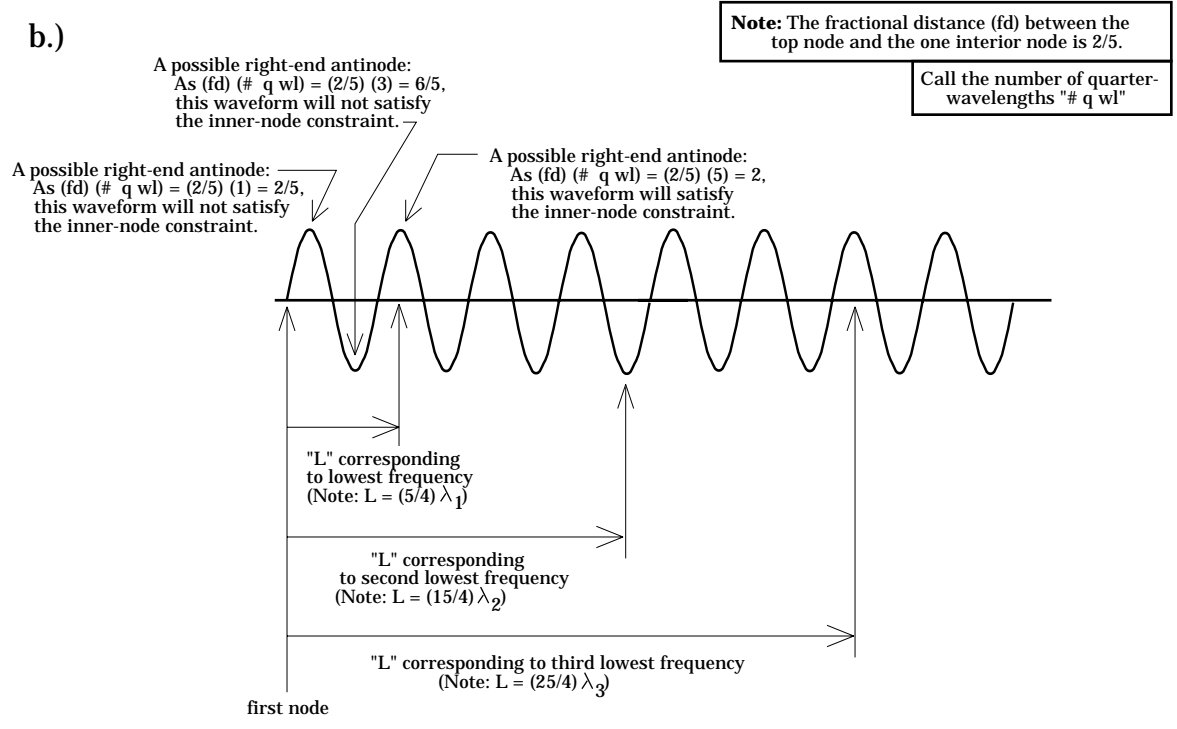 b.)
Note: The fractional distance (fd) between the
top node and the one interior node is 2/5.
Call the number of quarter-
wavelengths "# q wl"
A possible right-end antinode:
As (fd) (# q wl) = (2/5) (3) = 6/5,
this waveform will not satisfy
the inner-node constraint.
A possible right-end antinode:
As (fd) (# q wl) = (2/5) (1) = 2/5,
this waveform will not satisfy
the inner-node constraint.
A possible right-end antinode:
As (fd) (# q wl) = (2/5) (5) = 2,
this waveform will satisfy
the inner-node constraint.
"L" corresponding
to lowest frequency
(Note: L = (5/4) λ1)
"L" corresponding
to second lowest frequency
(Note: L = (15/4) λ2)
"L" corresponding to third lowest frequency
(Note: L = (25/4) λ3)
first node